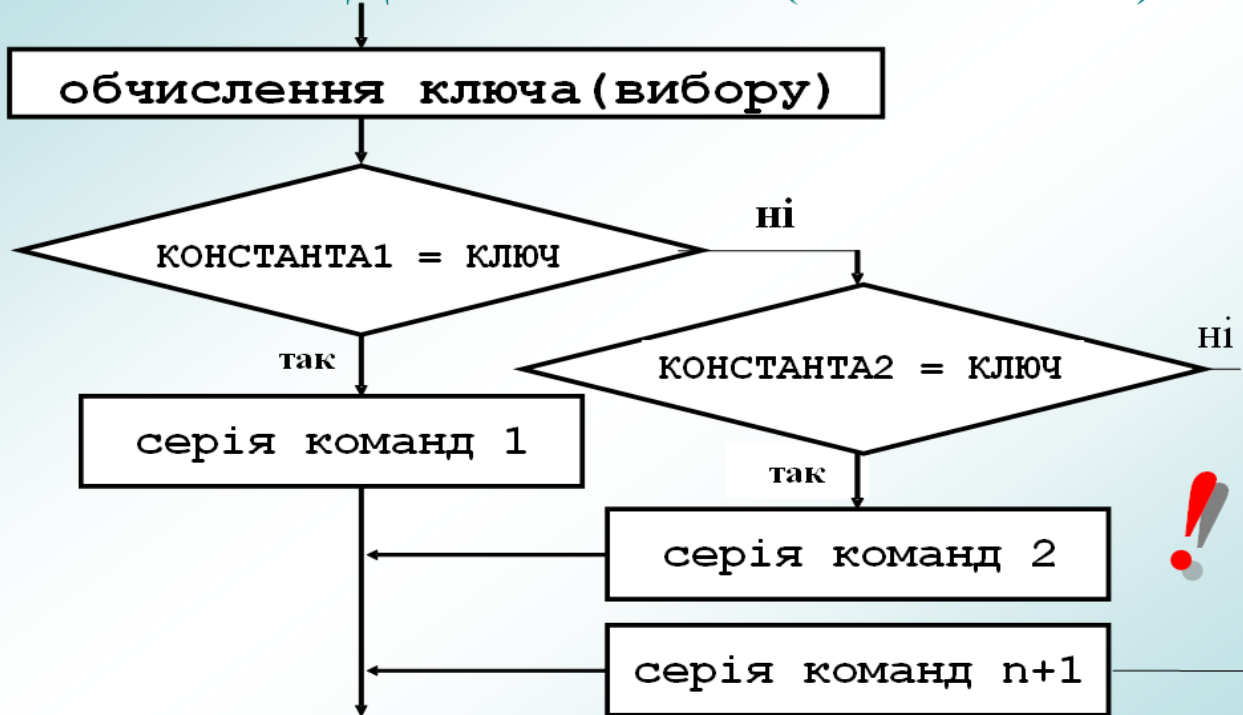 обчислення ключа(вибору)
ні
КОНСТАНТА1 = КЛЮЧ
так
ні
КОНСТАНТА2 = КЛЮЧ
серія команд 1
так
серія команд 2
серія команд n+1